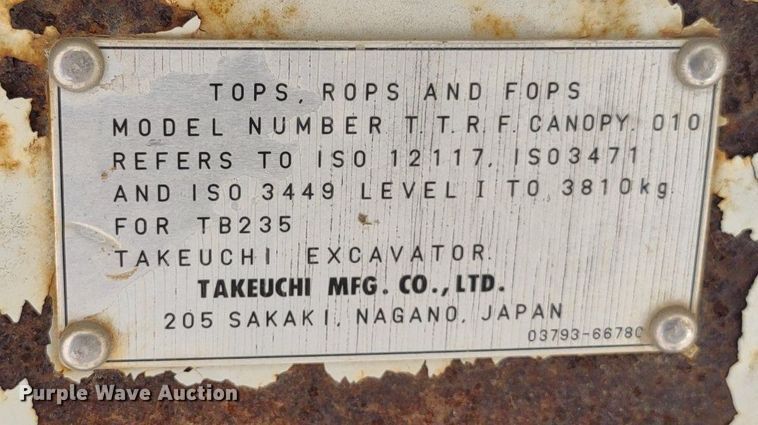 TOPS, ROPS AND FOPS
MODEL NUMBER T.T.R.F.CANOPY. 010
REFERS TO ISO 12117, ISO3471
AND ISO 3449 LEVEL I TO 3810kg.
FOR TB235
TAKEUCHI EXCAVATOR.
TAKEUCHI MFG. CO., LTD.
205 SAKAKI, NAGANO, JAPAN
03793-66780
Purple Wave Auction